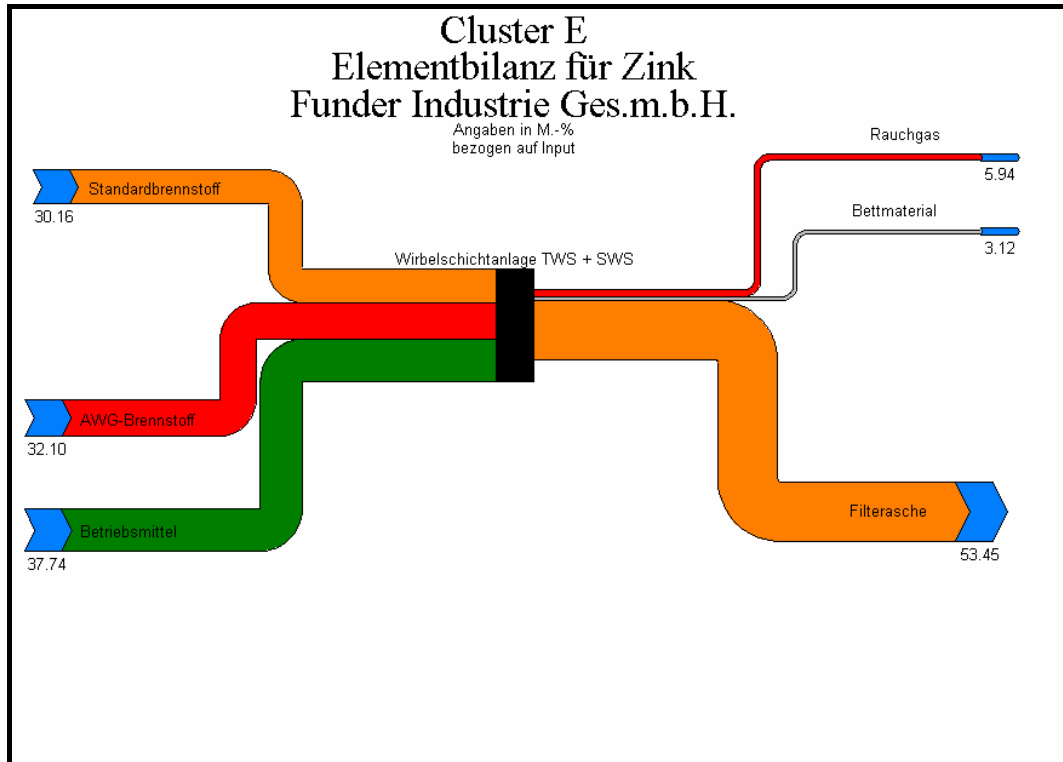 Cluster E
Elementbilanz für Zink
Funder Industrie Ges.m.b.H.
Angaben in M.-%
bezogen auf Input
Rauchgas
5.94
Standardbrennstoff
30.16
Bettmaterial
3.12
Wirbelschichtanlage TWS + SWS
AWG-Brennstoff
32.10
Betriebsmittel
37.74
Filterasche
53.45